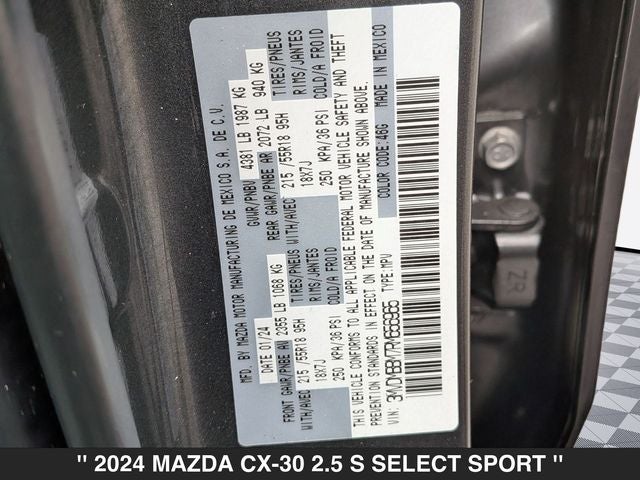 MFD. BY MAZDA MOTOR MANUFACTURING DE MEXICO S.A. DE C.V.
DATE 01/24 GVWR/PNBV 4381 LB 1987 KG
FRONT GAWR/PNBE AV 2355 LB 1068 KG REAR GAWR/PNBE AR 2072 LB 940 KG
WITH/AVEC 215 /55R18 95H TIRES/PNEUS WITH/AVEC 215 /55R18 95H TIRES/PNEUS
18X7J RIMS/JANTES 18X7J RIMS/JANTES
250 KPA/36 PSI COLD/A FROID 250 KPA/36 PSI COLD/A FROID
THIS VEHICLE CONFORMS TO ALL APPLICABLE FEDERAL MOTOR VEHICLE SAFETY AND THEFT
PREVENTION STANDARDS IN EFFECT ON THE DATE OF MANUFACTURE SHOWN ABOVE.
VIN: TYPE:MPV COLOR CODE:46G MADE IN MEXICO
ZR
" 2024 MAZDA CX-30 2.5 S SELECT SPORT "